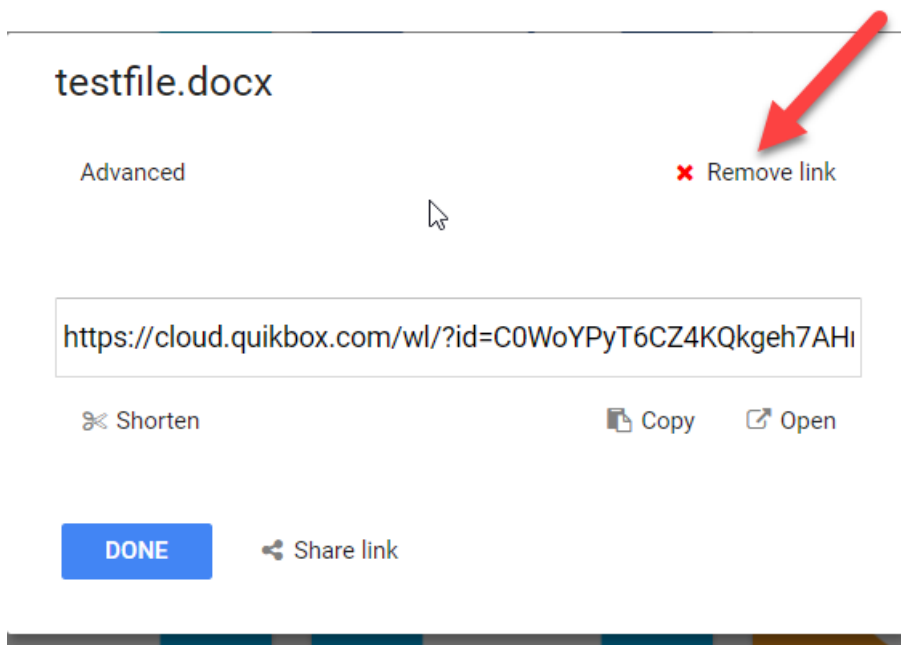 testfile.docx
Advanced
Remove link
https://cloud.quikbox.com/wl/?id=C0WoYPyT6CZ4KQkgeh7AH
Shorten
Copy
Open
DONE
Share link